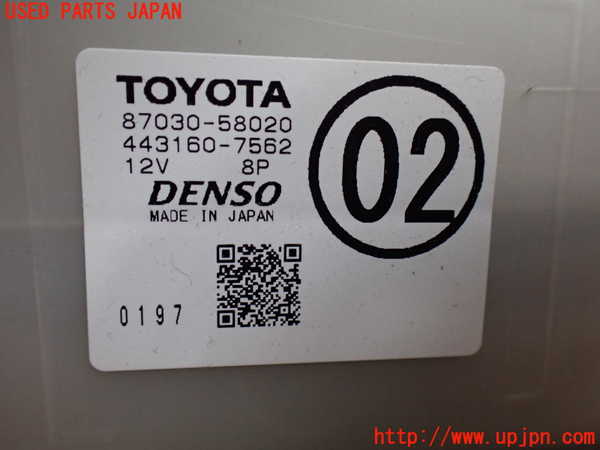 USED PARTS JAPAN
TOYOTA
87030-58020
443160-7562
12V 8P
DENSO
MADE IN JAPAN
02
0197
http://www.upjpn.com/